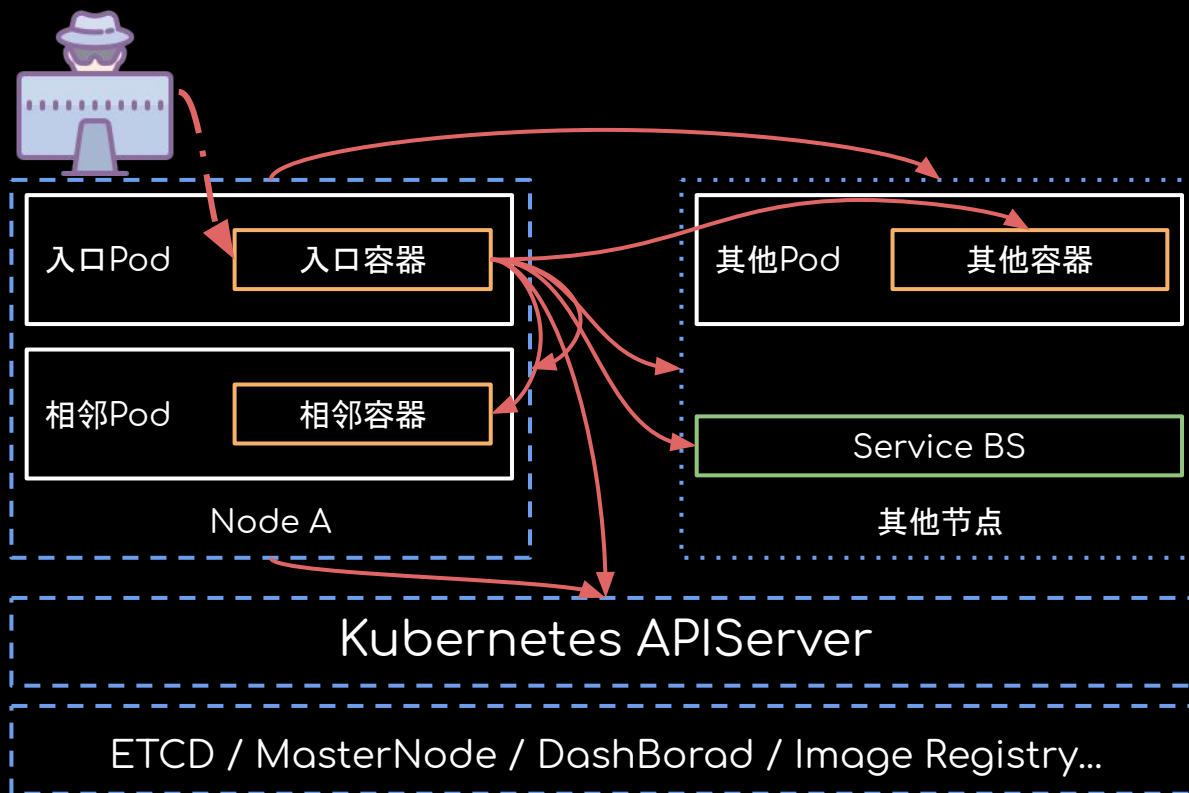 入口Pod
入口容器
其他Pod
其他容器
相邻Pod
相邻容器
Service BS
Node A
其他节点
Kubernetes APIServer
ETCD / MasterNode / DashBorad / Image Registry...